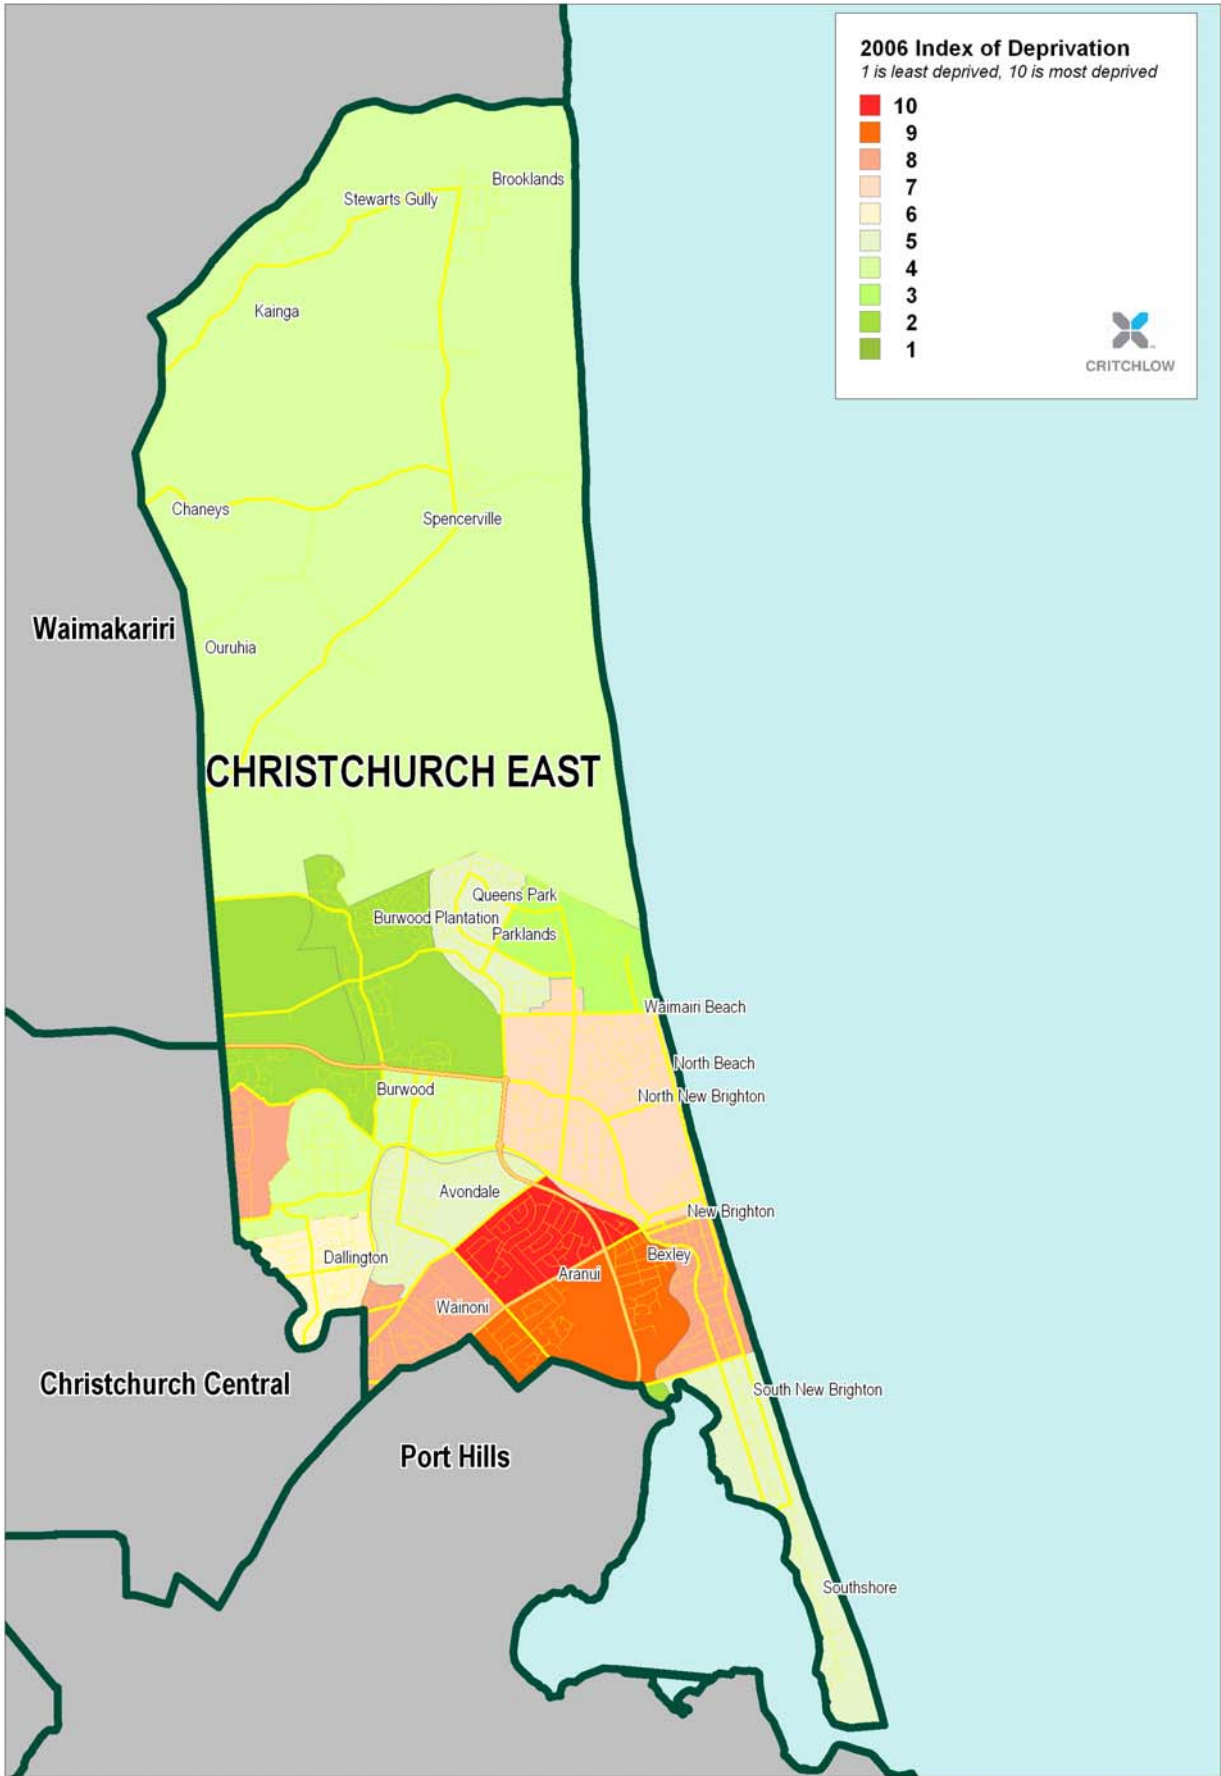 2006 Index of Deprivation
1 is least deprived, 10 is most deprived
10
9
8
7
6
5
4
3
2
1
CRITCHLOW
Brooklands
Stewarts Gully
Kainga
Chaneys
Spencerville
Waimakariri
Ouruhia
CHRISTCHURCH EAST
Queens Park
Burwood Plantation
Parklands
Waimairi Beach
North Beach
Burwood
North New Brighton
Avondale
New Brighton
Dallington
Bexley
Aranui
Wainoni
Christchurch Central
South New Brighton
Port Hills
Southshore